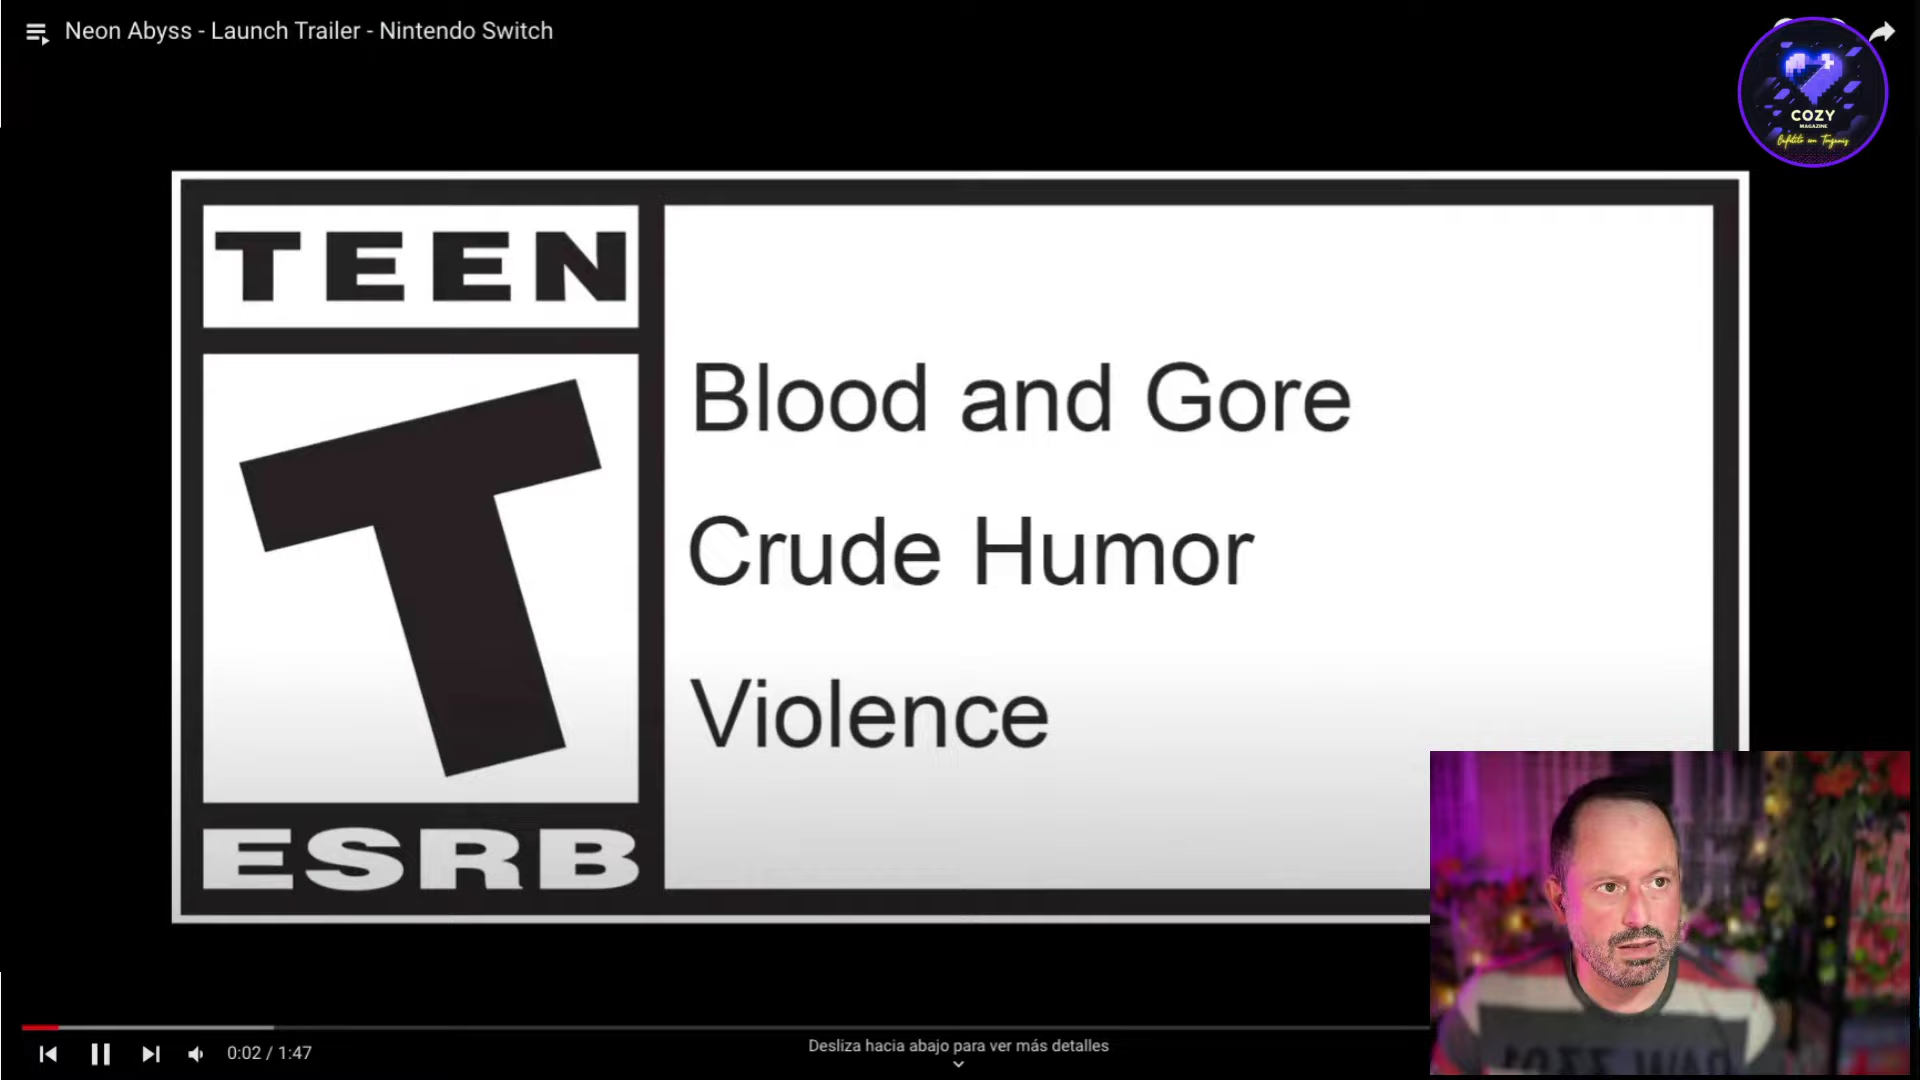 Neon Abyss - Launch Trailer - Nintendo Switch
COZY
MAGAZINE
TEEN
T
ESRB
Blood and Gore
Crude Humor
Violence
0:02 / 1:47
Desliza hacia abajo para ver más detalles